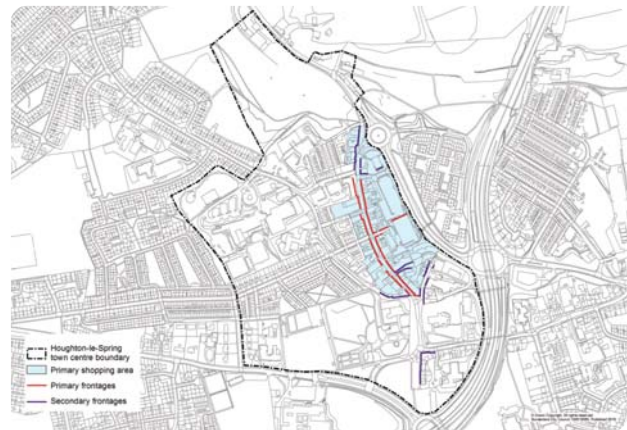 Houghton-le-Spring
town centre boundary
Primary shopping area
Primary frontages
Secondary frontages